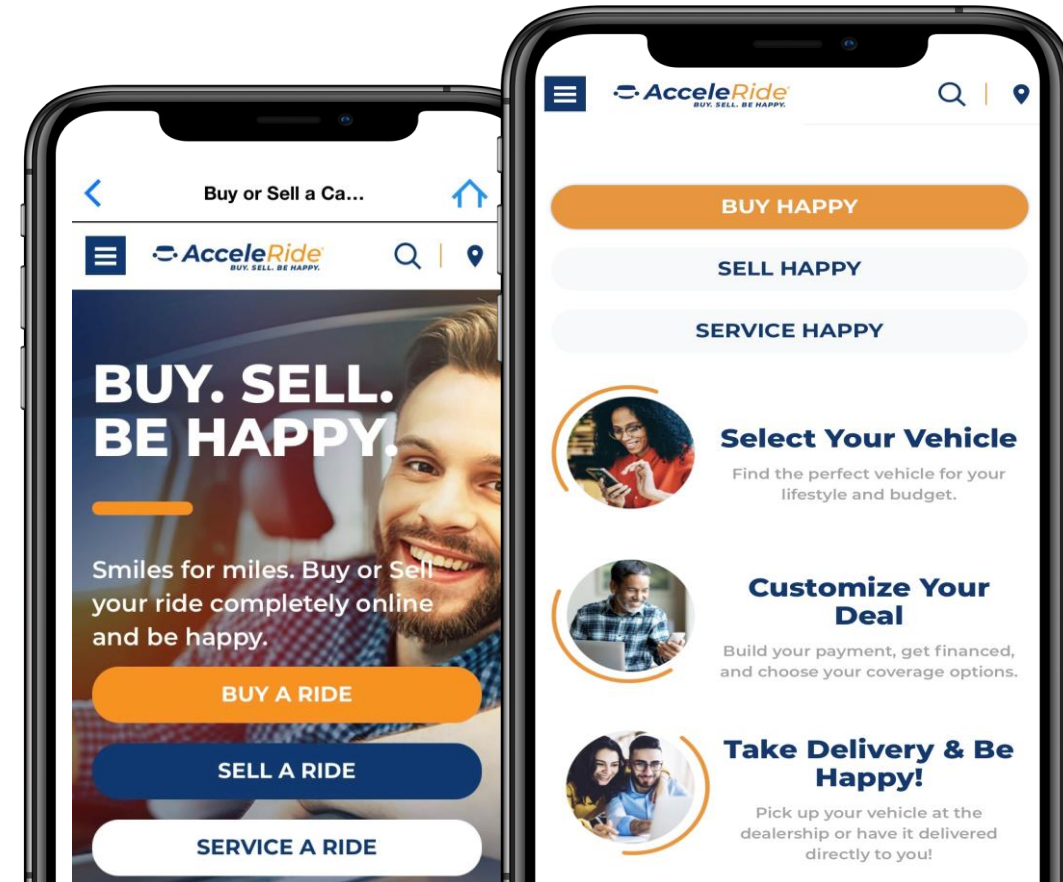 Buy or Sell a Ca...
AcceleRide®
BUY. SELL. BE HAPPY.
BUY. SELL.
BE HAPPY.
Smiles for miles. Buy or Sell
your ride completely online
and be happy.
BUY A RIDE
SELL A RIDE
SERVICE A RIDE
AcceleRide®
BUY. SELL. BE HAPPY.
BUY HAPPY
SELL HAPPY
SERVICE HAPPY
Select Your Vehicle
Find the perfect vehicle for your
lifestyle and budget.
Customize Your
Deal
Build your payment, get financed,
and choose your coverage options.
Take Delivery & Be
Happy!
Pick up your vehicle at the
dealership or have it delivered
directly to you!